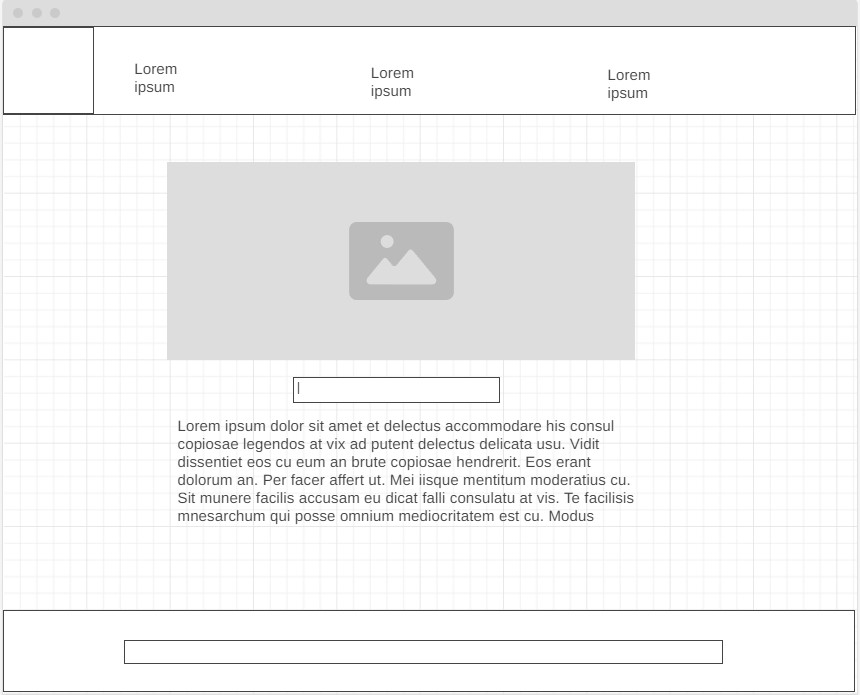 Lorem
ipsum
Lorem
ipsum
Lorem
ipsum
Lorem ipsum dolor sit amet et delectus accommodare his consul
copiosae legendos at vix ad putent delectus delicata usu. Vidit
dissentiet eos cu eum an brute copiosae hendrerit. Eos erant
dolorum an. Per facer affert ut. Mei iisque mentitum moderatius cu.
Sit munere facilis accusam eu dicat falli consulatu at vis. Te facilisis
mnesarchum qui posse omnium mediocritatem est cu. Modus